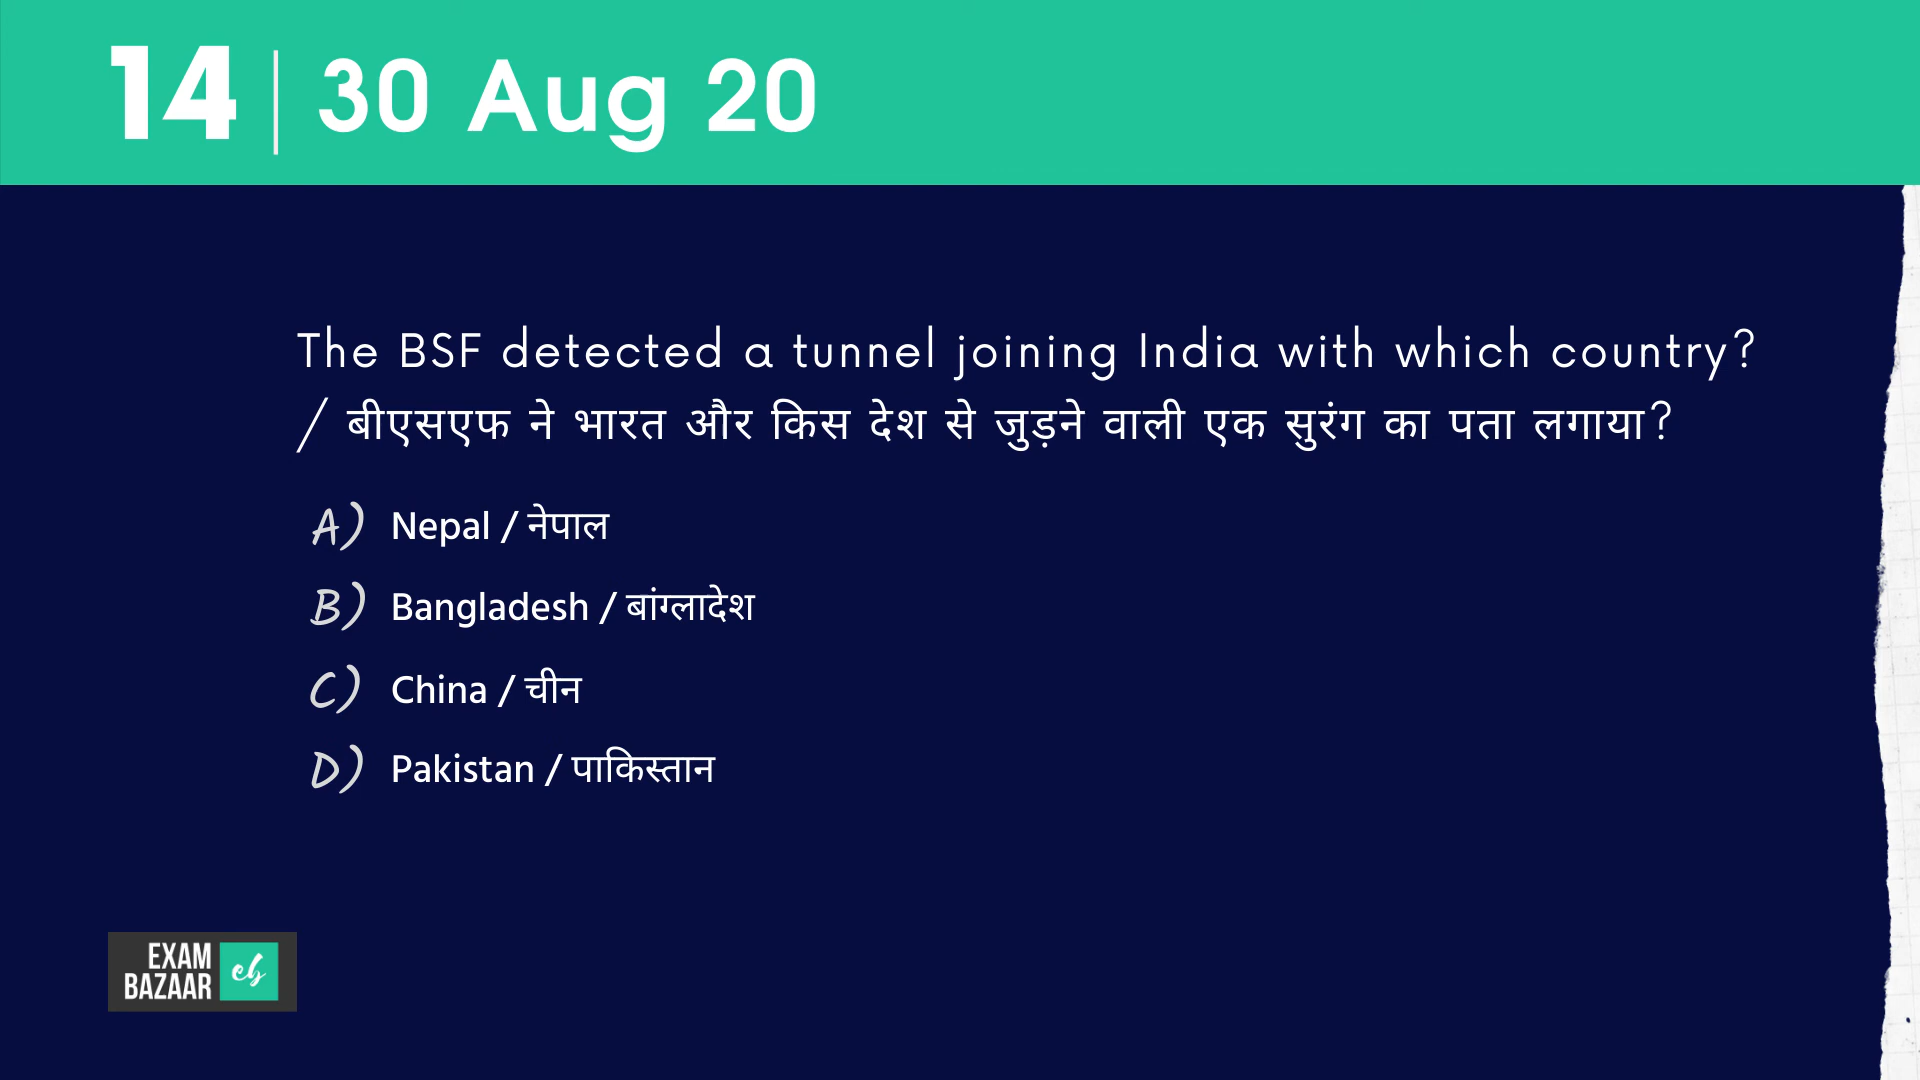 14 | 30 Aug 20
The BSF detected a tunnel joining India with which country?
/ बीएसएफ ने भारत और किस देश से जुड़ने वाली एक सुरंग का पता लगाया?
A) Nepal / नेपाल
B) Bangladesh / बांग्लादेश
C) China / चीन
D) Pakistan / पाकिस्तान
EXAM
BAZAAR eb